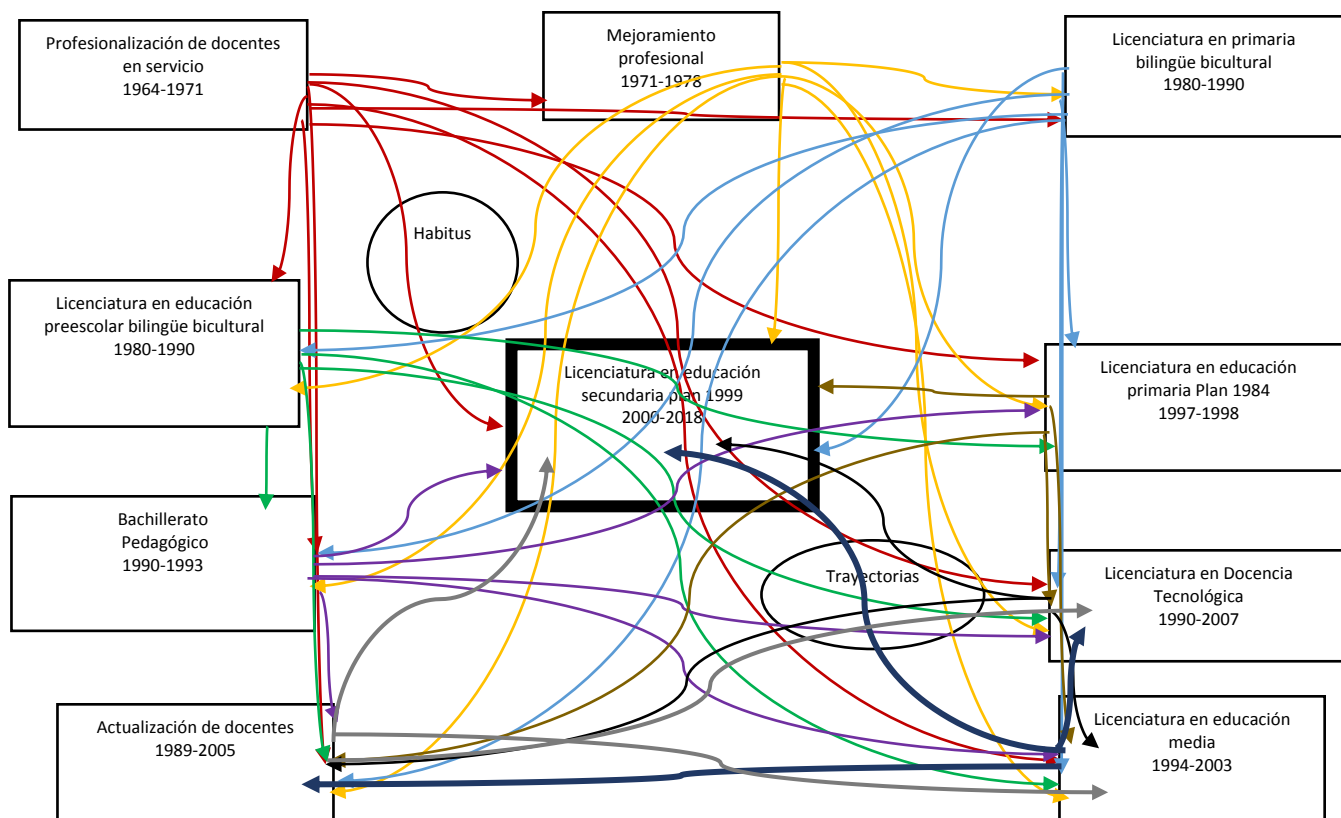 Profesionalización de docentes
en servicio
1964-1971
Mejoramiento
profesional
1971-1978
Licenciatura en primaria
bilingüe bicultural
1980-1990
Habitus
Licenciatura en educación
preescolar bilingüe bicultural
1980-1990
Licenciatura en educación
secundaria plan 1999
2000-2018
Licenciatura en educación
primaria Plan 1984
1997-1998
Bachillerato
Pedagógico
1990-1993
Trayectorias
Licenciatura en Docencia
Tecnológica
1990-2007
Actualización de docentes
1989-2005
Licenciatura en educación
media
1994-2003